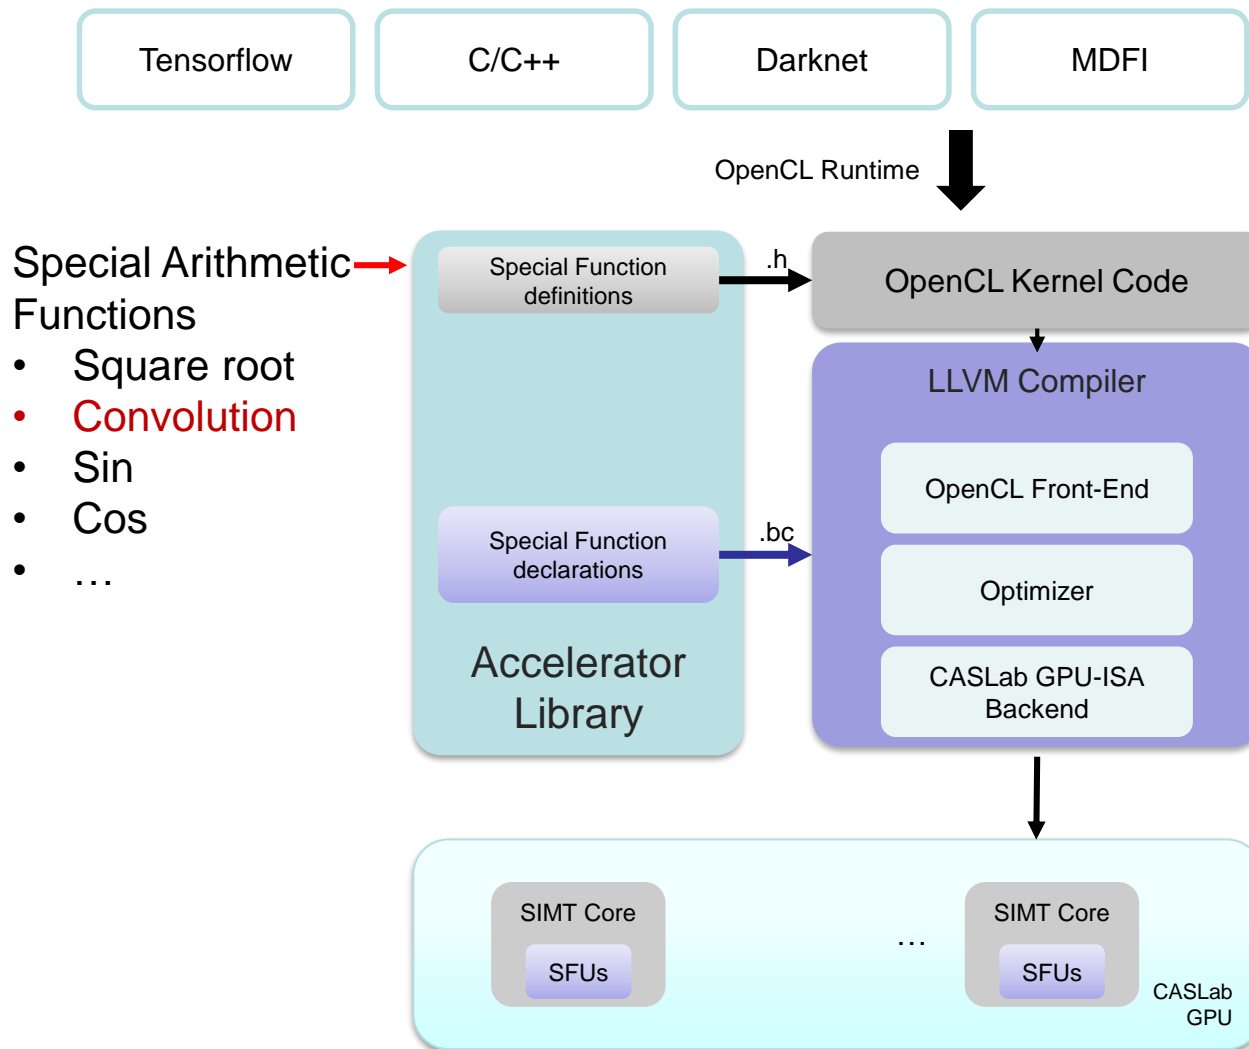 Tensorflow
C/C++
Darknet
MDFI
OpenCL Runtime
Special Arithmetic
Functions
• Square root
• Convolution
• Sin
• Cos
• …
Special Function
definitions
.h
OpenCL Kernel Code
LLVM Compiler
OpenCL Front-End
Special Function
declarations
.bc
Optimizer
Accelerator
Library
CASLab GPU-ISA
Backend
SIMT Core
SFUs
…
SIMT Core
SFUs
CASLab
GPU